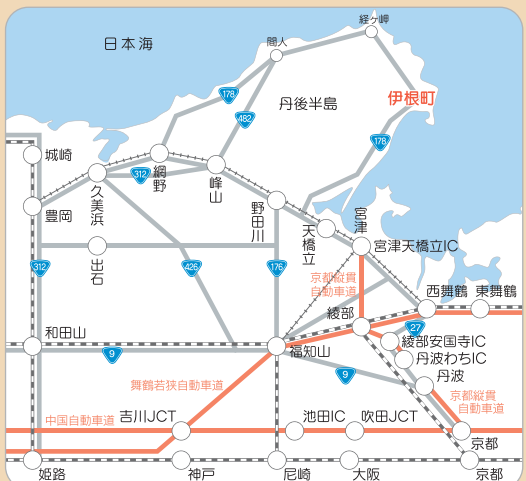 経ヶ岬
日本海
間人
178
丹後半島
伊根町
482
178
城崎
網野
312
峰山
久美浜
野田川
宮津
豊岡
天橋立
宮津天橋立IC
312
出石
426
176
京都縦貫
自動車道
西舞鶴
東舞鶴
綾部
27
和田山
綾部安国寺IC
9
福知山
丹波わちIC
9
丹波
舞鶴若狭自動車道
京都縦貫
自動車道
中国自動車道
吉川JCT
池田IC
吹田JCT
京都
姫路
神戸
尼崎
大阪
京都